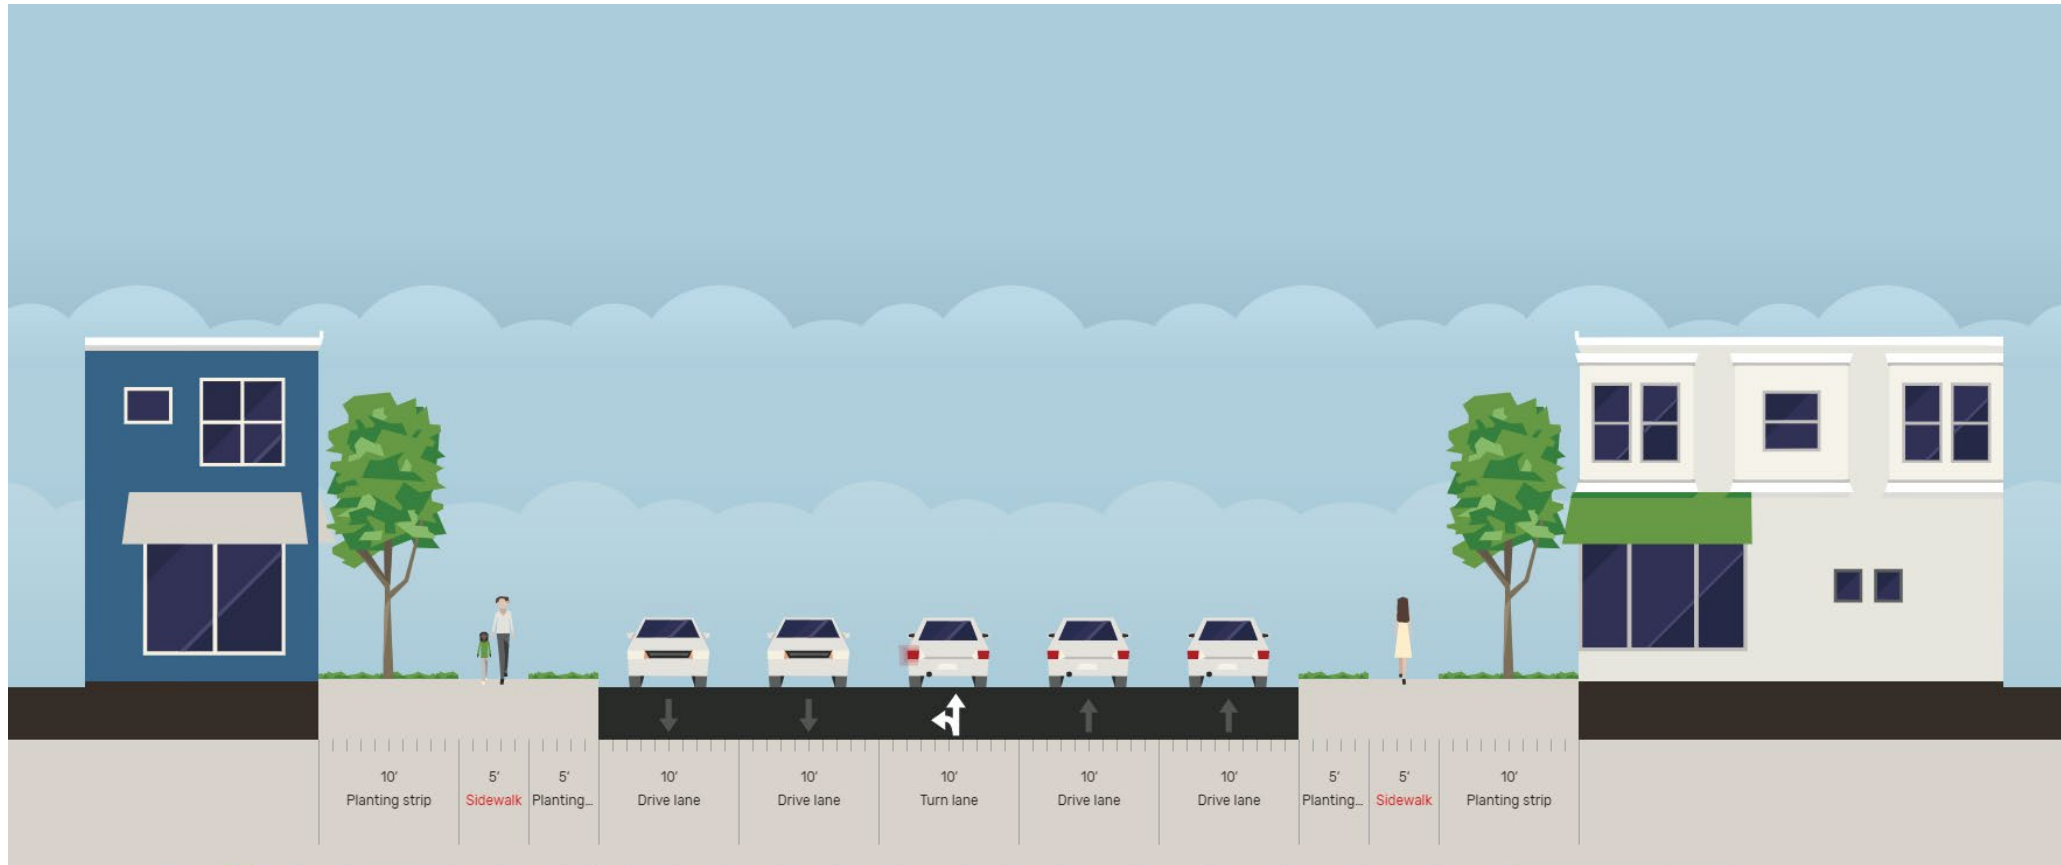 10'
Planting strip
5'
Sidewalk
5'
Planting...
10'
Drive lane
10'
Drive lane
10'
Turn lane
10'
Drive lane
10'
Drive lane
5'
Planting...
5'
Sidewalk
10'
Planting strip